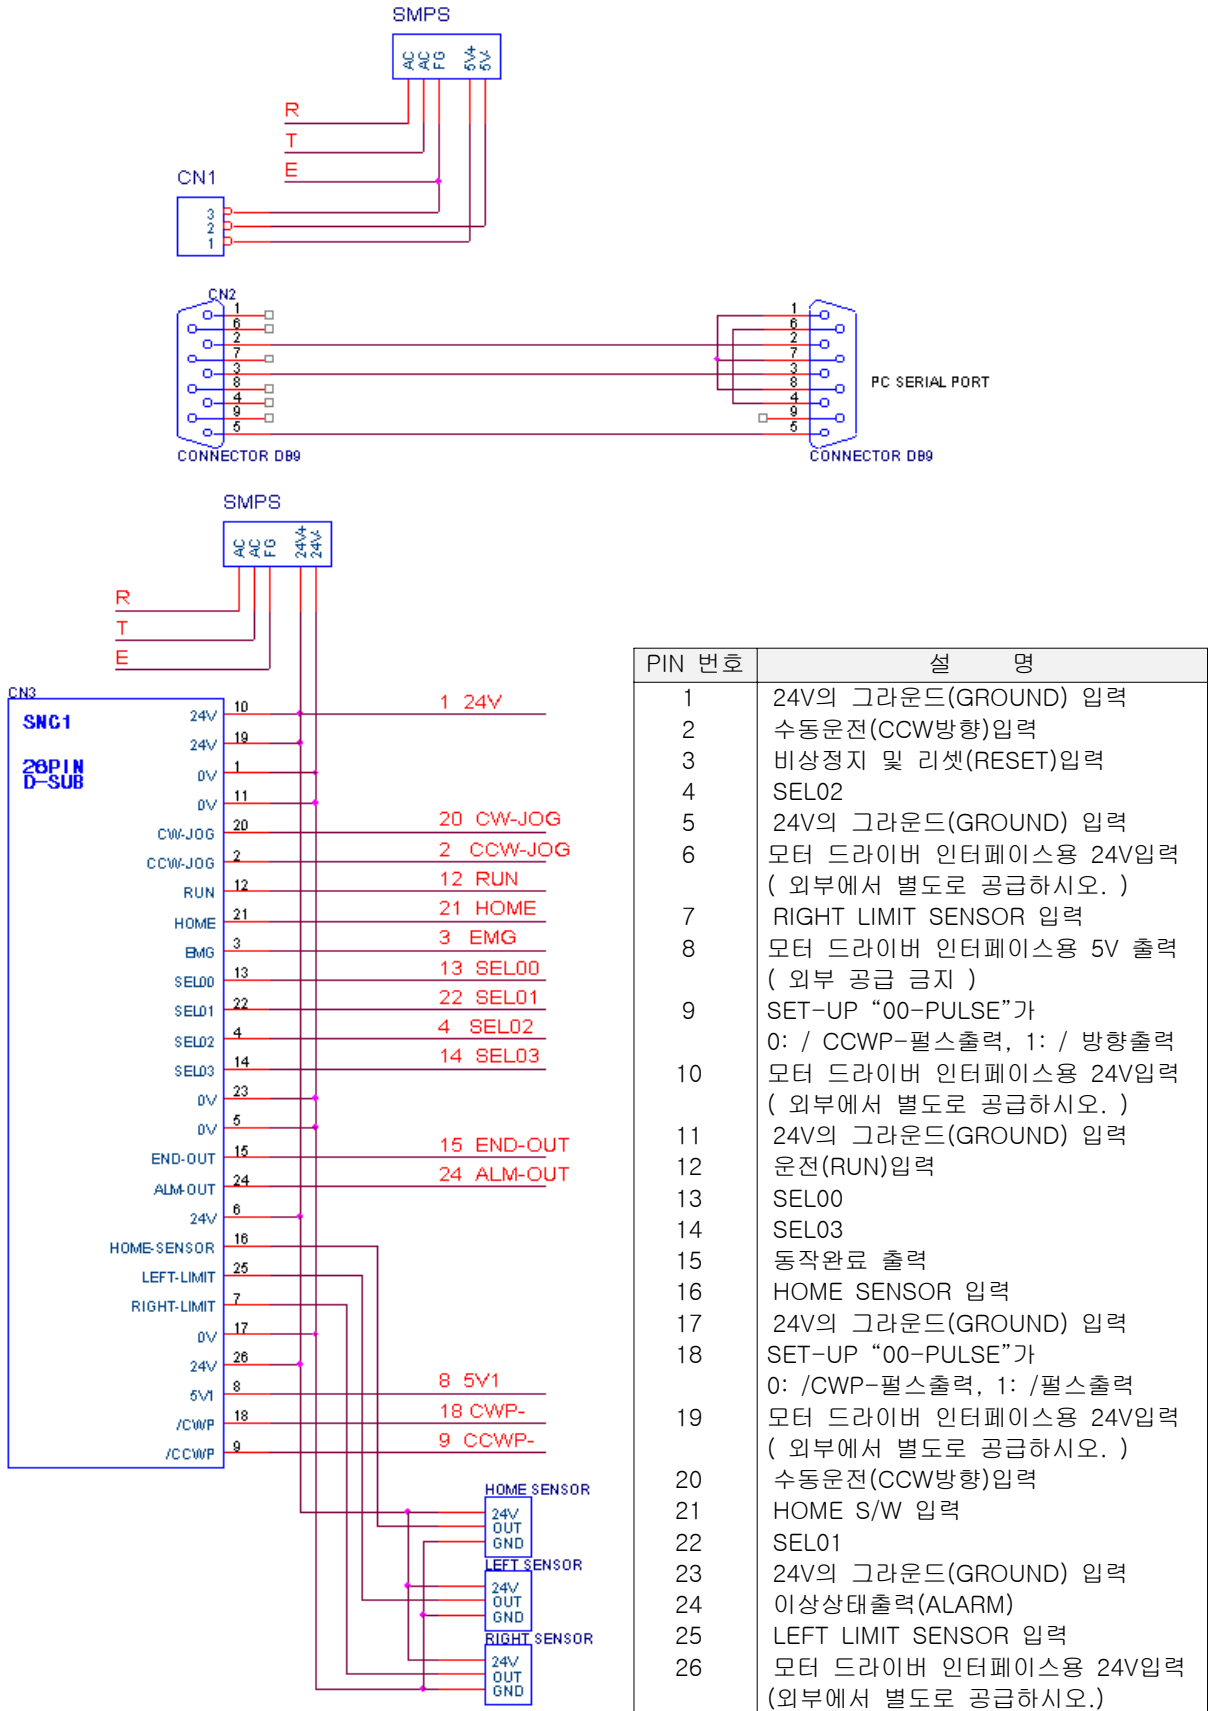 SMPS
AC AC FG 5V+ 5V-
R
T
E
CN1
3
2
1
CN2
1
6
2
7
3
8
4
9
5
CONNECTOR DB9
1
6
2
7
3
8
4
9
5
PC SERIAL PORT
CONNECTOR DB9
SMPS
AC AC FG 24V+ 24V-
R
T
E
CN3
SNC1
26PIN
D-SUB
24V 10 1 24V
24V 19
0V 1
0V 11
CW-JOG 20 20 CW-JOG
CCW-JOG 2 2 CCW-JOG
RUN 12 12 RUN
HOME 21 21 HOME
EMG 3 3 EMG
SEL00 13 13 SEL00
SEL01 22 22 SEL01
SEL02 4 4 SEL02
SEL03 14 14 SEL03
0V 23
0V 5
END-OUT 15 15 END-OUT
ALM-OUT 24 24 ALM-OUT
24V 6
HOME-SENSOR 16
LEFT-LIMIT 25
RIGHT-LIMIT 7
0V 17
24V 26
5V1 8 8 5V1
/CWP 18 18 CWP-
/CCWP 9 9 CCWP-
HOME SENSOR
24V
OUT
GND
LEFT SENSOR
24V
OUT
GND
RIGHT SENSOR
24V
OUT
GND
PIN 번호 설 명
1 24V의 그라운드(GROUND) 입력
2 수동운전(CCW방향)입력
3 비상정지 및 리셋(RESET)입력
4 SEL02
5 24V의 그라운드(GROUND) 입력
6 모터 드라이버 인터페이스용 24V입력
( 외부에서 별도로 공급하시오. )
7 RIGHT LIMIT SENSOR 입력
8 모터 드라이버 인터페이스용 5V 출력
( 외부 공급 금지 )
9 SET-UP “00-PULSE”가
0: / CCWP-펄스출력, 1: / 방향출력
10 모터 드라이버 인터페이스용 24V입력
( 외부에서 별도로 공급하시오. )
11 24V의 그라운드(GROUND) 입력
12 운전(RUN)입력
13 SEL00
14 SEL03
15 동작완료 출력
16 HOME SENSOR 입력
17 24V의 그라운드(GROUND) 입력
18 SET-UP “00-PULSE”가
0: /CWP-펄스출력, 1: /펄스출력
19 모터 드라이버 인터페이스용 24V입력
( 외부에서 별도로 공급하시오. )
20 수동운전(CCW방향)입력
21 HOME S/W 입력
22 SEL01
23 24V의 그라운드(GROUND) 입력
24 이상상태출력(ALARM)
25 LEFT LIMIT SENSOR 입력
26 모터 드라이버 인터페이스용 24V입력
(외부에서 별도로 공급하시오.)